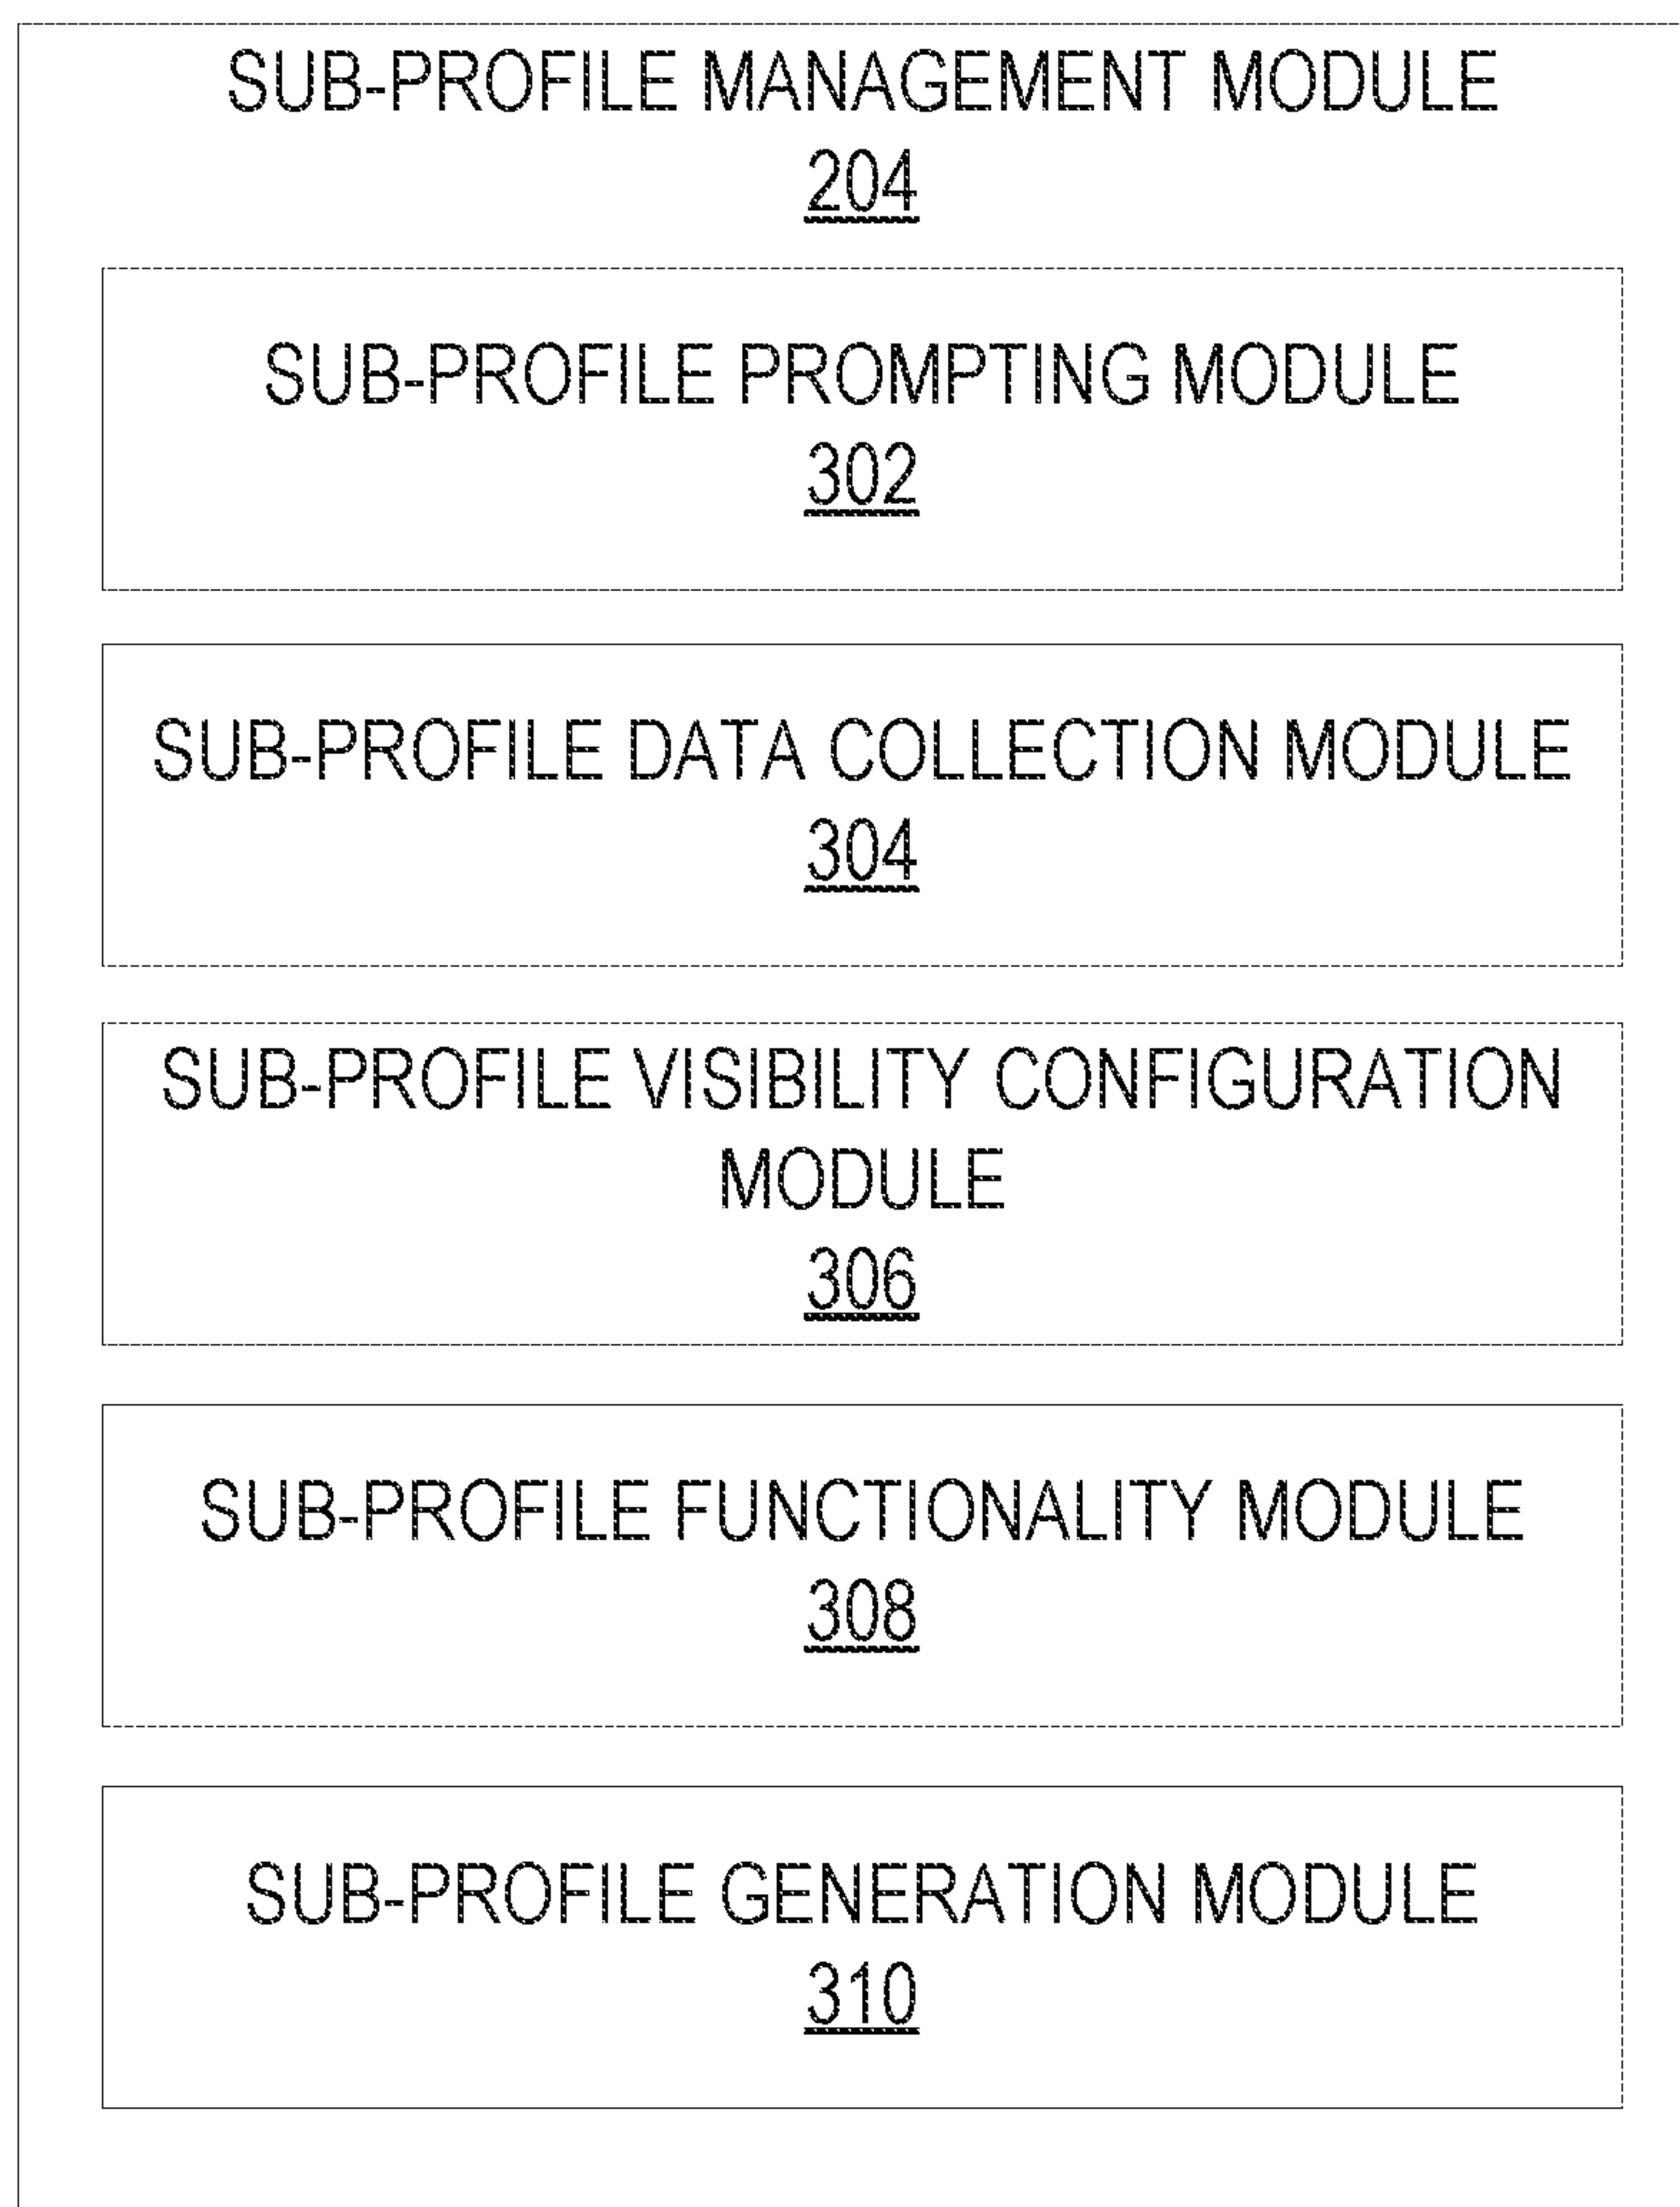 SUB-PROFILE MANAGEMENT MODULE
204
SUB-PROFILE PROMPTING MODULE
302
SUB-PROFILE DATA COLLECTION MODULE
304
SUB-PROFILE VISIBILITY CONFIGURATION
MODULE
306
SUB-PROFILE FUNCTIONALITY MODULE
308
SUB-PROFILE GENERATION MODULE
310